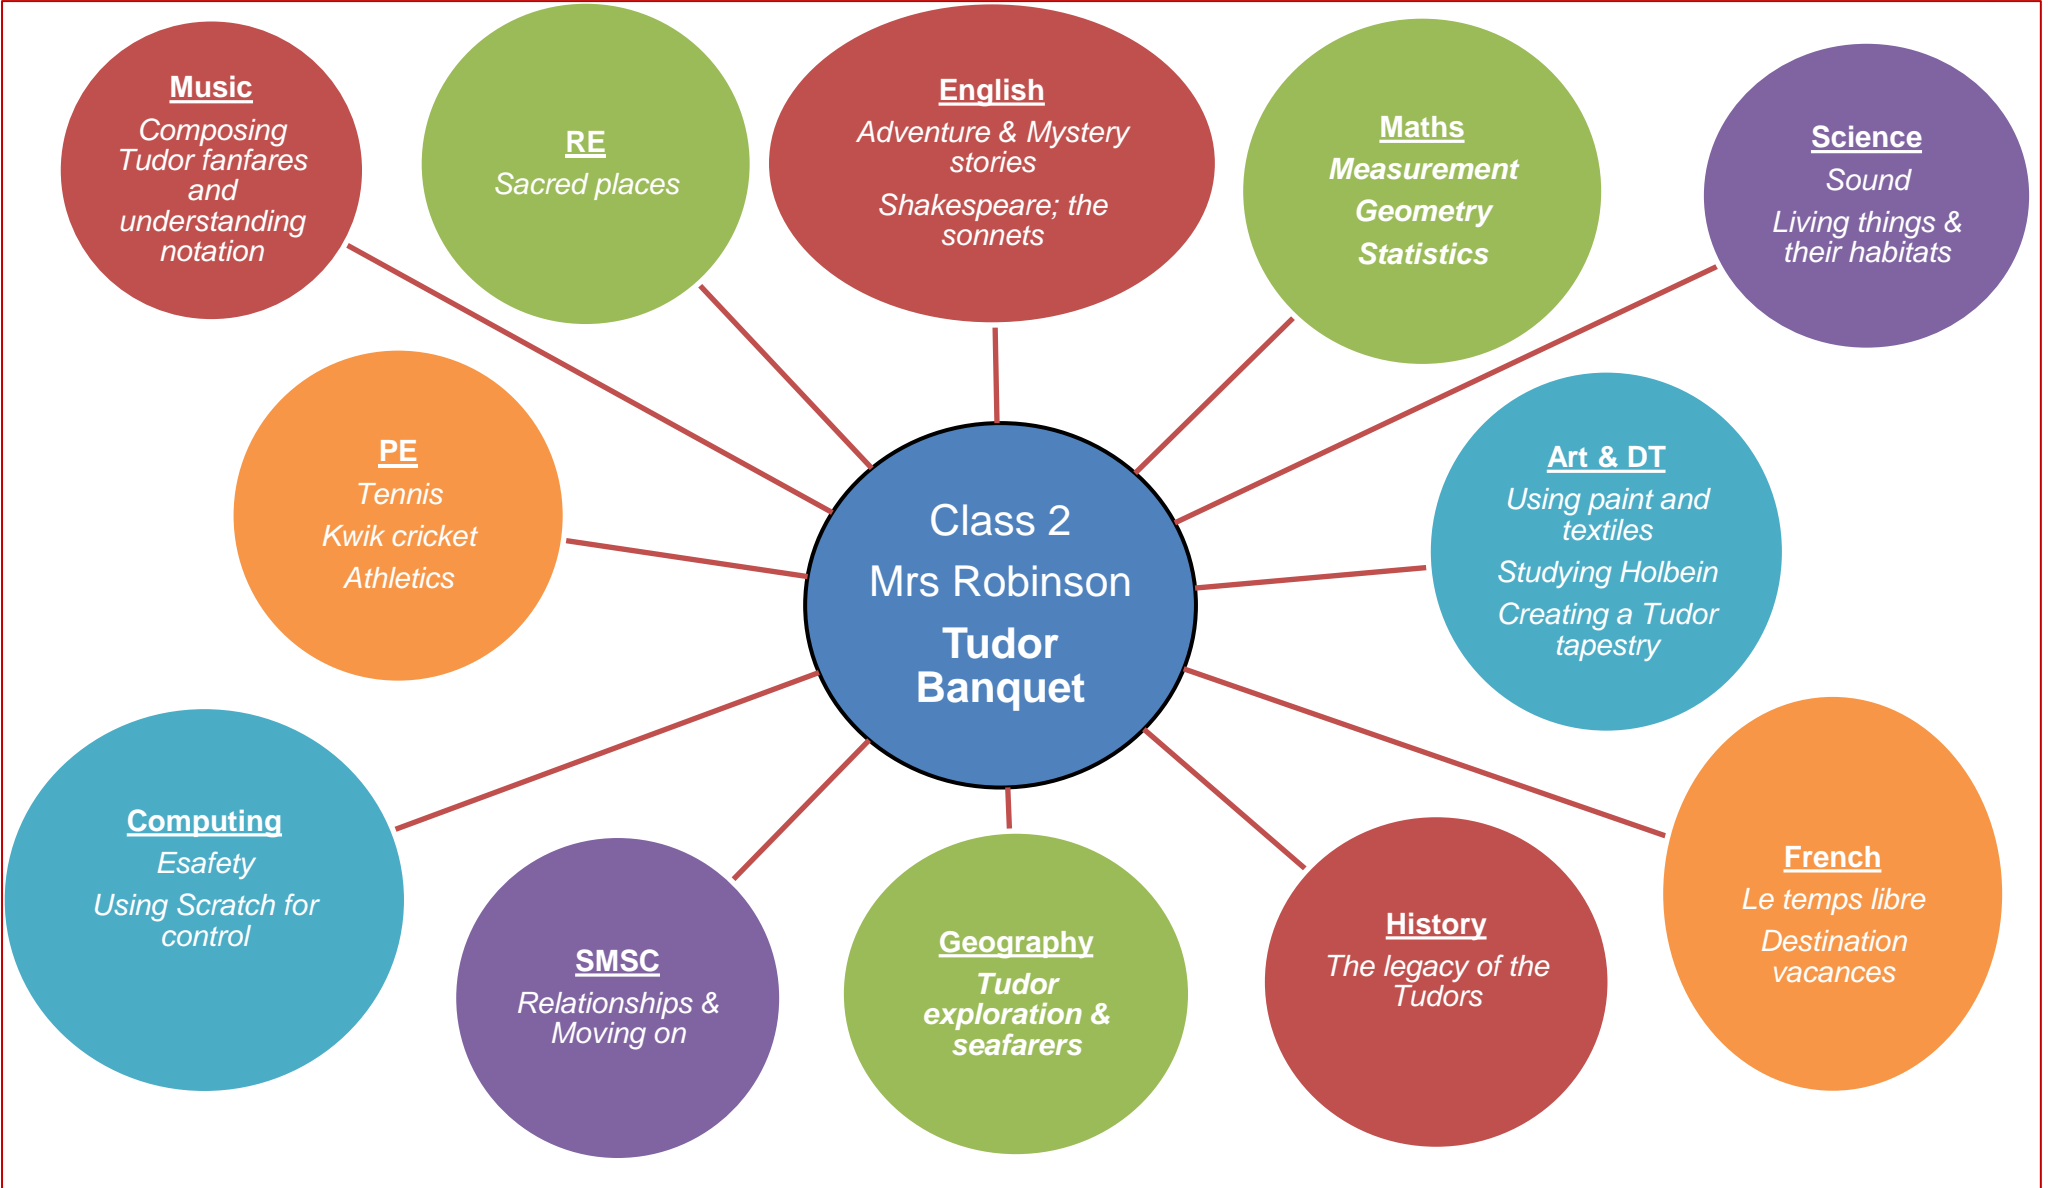 Music
Composing
Tudor fanfares
and
understanding
notation
RE
Sacred places
English
Adventure & Mystery
stories
Shakespeare; the
sonnets
Maths
Measurement
Geometry
Statistics
Science
Sound
Living things &
their habitats
PE
Tennis
Kwik cricket
Athletics
Class 2
Mrs Robinson
Tudor
Banquet
Art & DT
Using paint and
textiles
Studying Holbein
Creating a Tudor
tapestry
Computing
Esafety
Using Scratch for
control
SMSC
Relationships &
Moving on
Geography
Tudor
exploration &
seafarers
History
The legacy of the
Tudors
French
Le temps libre
Destination
vacances